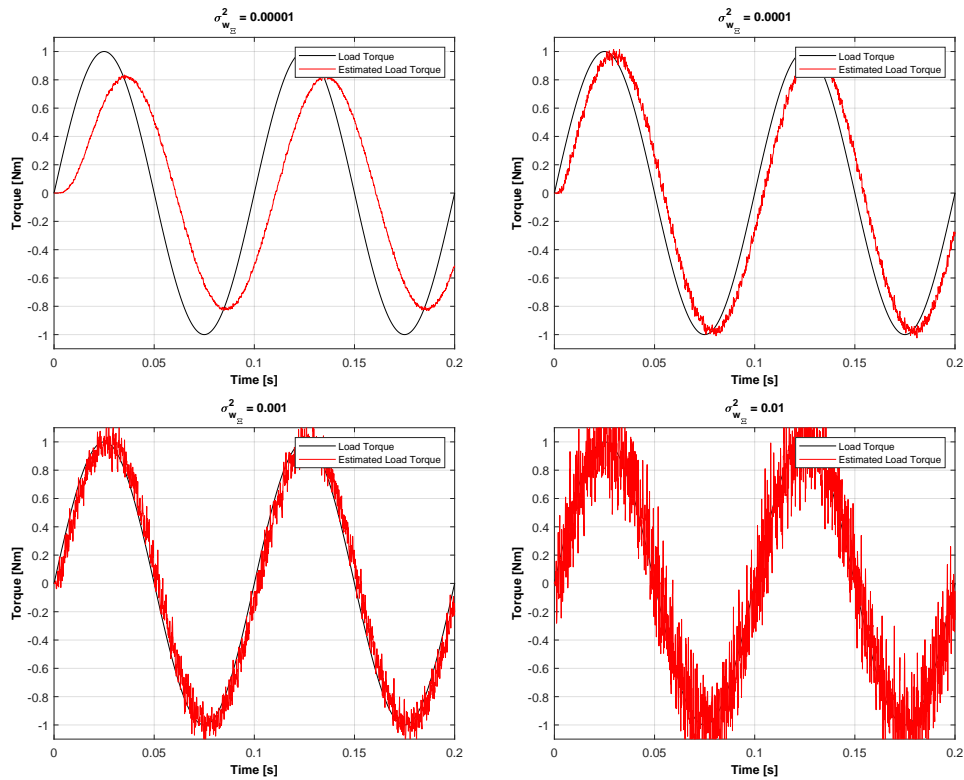 σ²_{w_Ξ} = 0.00001
Load Torque
Estimated Load Torque
1
0.8
0.6
0.4
0.2
0
-0.2
-0.4
-0.6
-0.8
-1
Torque [Nm]
0 0.05 0.1 0.15 0.2
Time [s]
σ²_{w_Ξ} = 0.0001
Load Torque
Estimated Load Torque
1
0.8
0.6
0.4
0.2
0
-0.2
-0.4
-0.6
-0.8
-1
Torque [Nm]
0 0.05 0.1 0.15 0.2
Time [s]
σ²_{w_Ξ} = 0.001
Load Torque
Estimated Load Torque
1
0.8
0.6
0.4
0.2
0
-0.2
-0.4
-0.6
-0.8
-1
Torque [Nm]
0 0.05 0.1 0.15 0.2
Time [s]
σ²_{w_Ξ} = 0.01
Load Torque
Estimated Load Torque
1
0.8
0.6
0.4
0.2
0
-0.2
-0.4
-0.6
-0.8
-1
Torque [Nm]
0 0.05 0.1 0.15 0.2
Time [s]